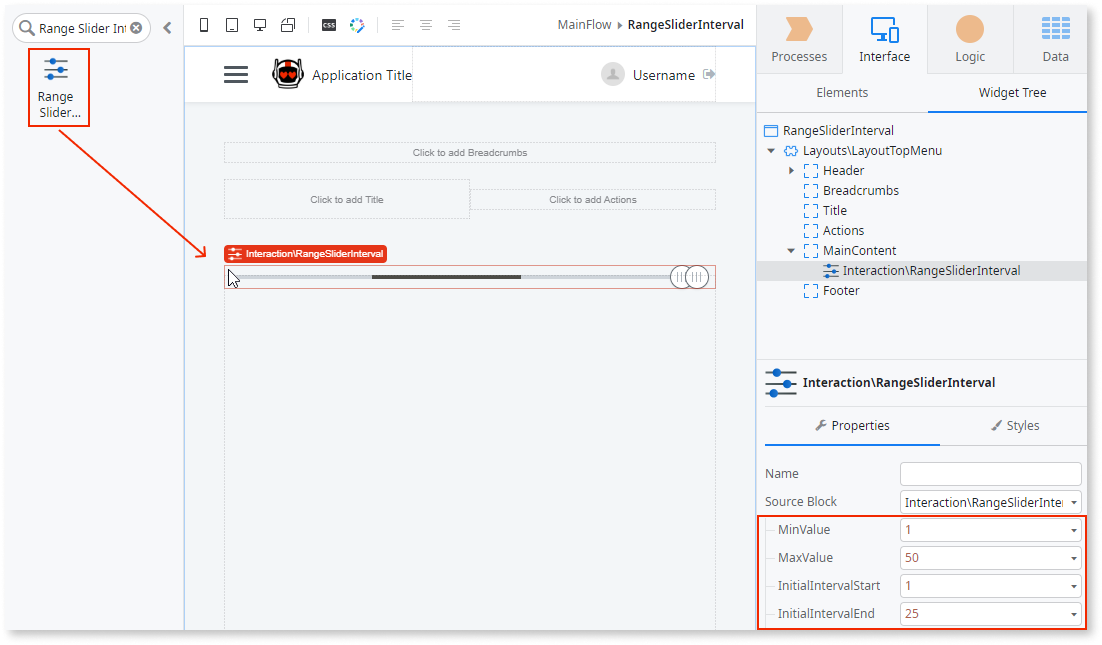 Range Slider Int
Range
Slider...
CSS
MainFlow ▸ RangeSliderInterval
Application Title
Username
Click to add Breadcrumbs
Click to add Title
Click to add Actions
Interaction\RangeSliderInterval
Processes
Interface
Logic
Data
Elements
Widget Tree
RangeSliderInterval
Layouts\LayoutTopMenu
Header
Breadcrumbs
Title
Actions
MainContent
Interaction\RangeSliderInterval
Footer
Interaction\RangeSliderInterval
Properties
Styles
Name
Source Block Interaction\RangeSliderInte
MinValue 1
MaxValue 50
InitialIntervalStart 1
InitialIntervalEnd 25